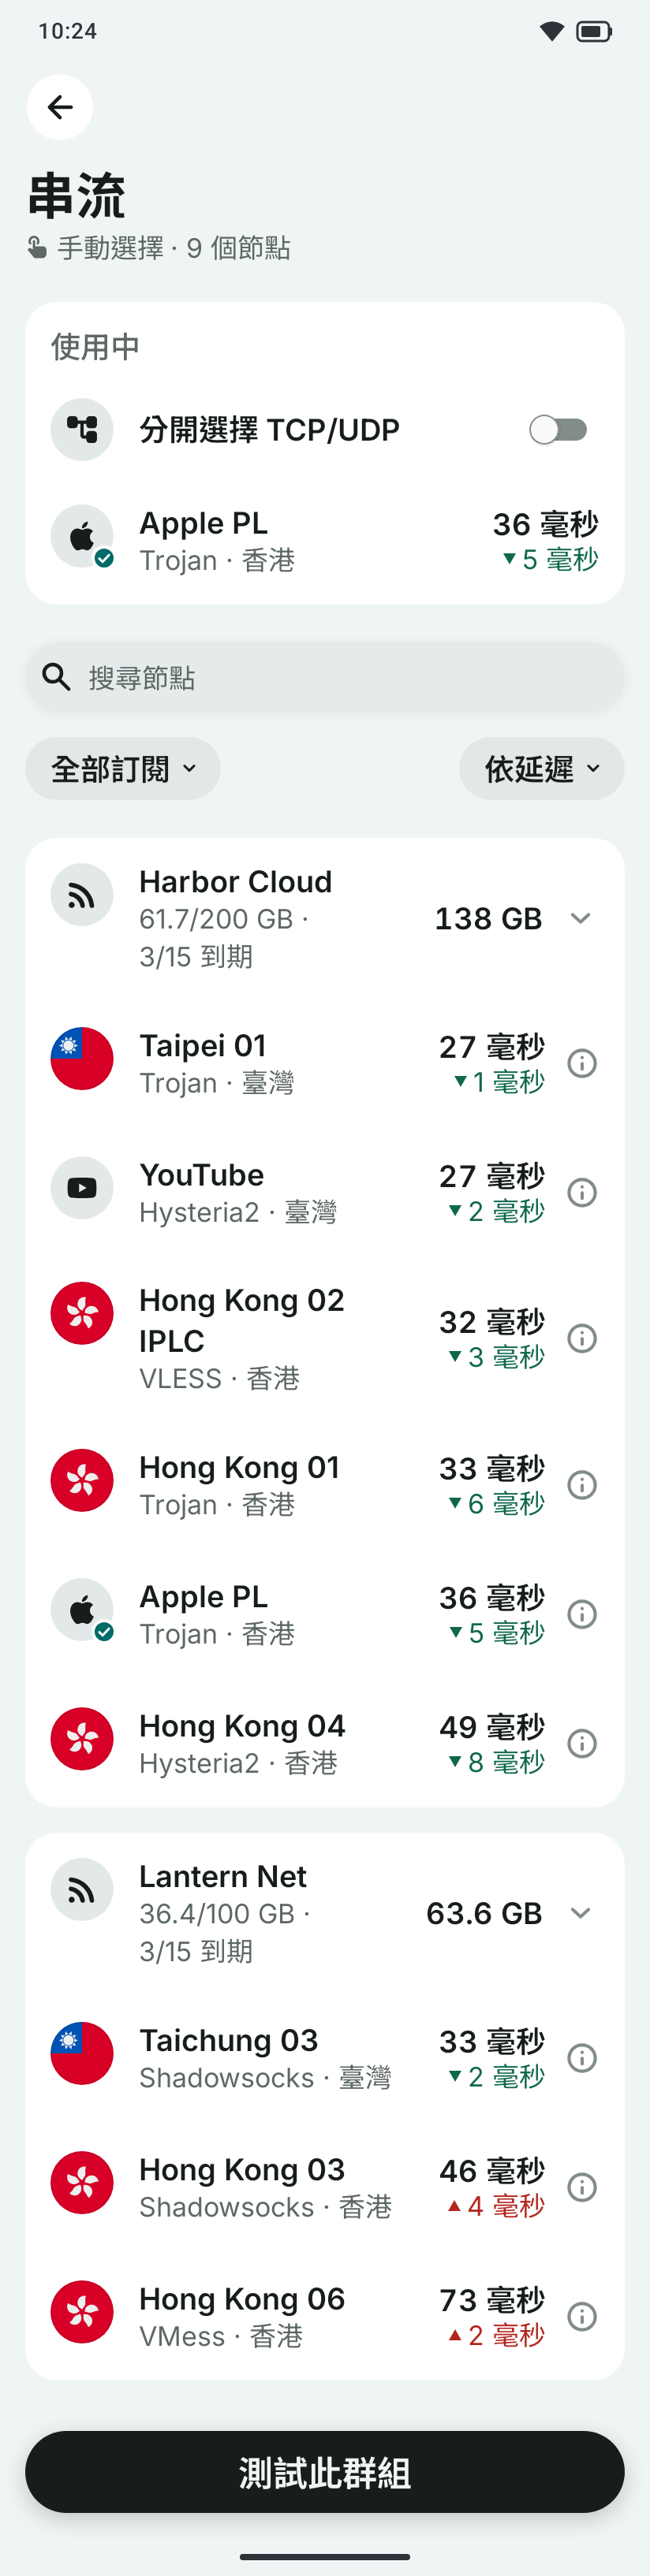 10:24
串流
手動選擇 · 9 個節點
使用中
分開選擇 TCP/UDP
Apple PL
36 毫秒
Trojan · 香港
▼5 毫秒
搜尋節點
全部訂閱
依延遲
Harbor Cloud
61.7/200 GB ·
3/15 到期
138 GB
Taipei 01
27 毫秒
Trojan · 臺灣
▼1 毫秒
YouTube
27 毫秒
Hysteria2 · 臺灣
▼2 毫秒
Hong Kong 02
IPLC
32 毫秒
VLESS · 香港
▼3 毫秒
Hong Kong 01
33 毫秒
Trojan · 香港
▼6 毫秒
Apple PL
36 毫秒
Trojan · 香港
▼5 毫秒
Hong Kong 04
49 毫秒
Hysteria2 · 香港
▼8 毫秒
Lantern Net
36.4/100 GB ·
3/15 到期
63.6 GB
Taichung 03
33 毫秒
Shadowsocks · 臺灣
▼2 毫秒
Hong Kong 03
46 毫秒
Shadowsocks · 香港
▲4 毫秒
Hong Kong 06
73 毫秒
VMess · 香港
▲2 毫秒
測試此群組